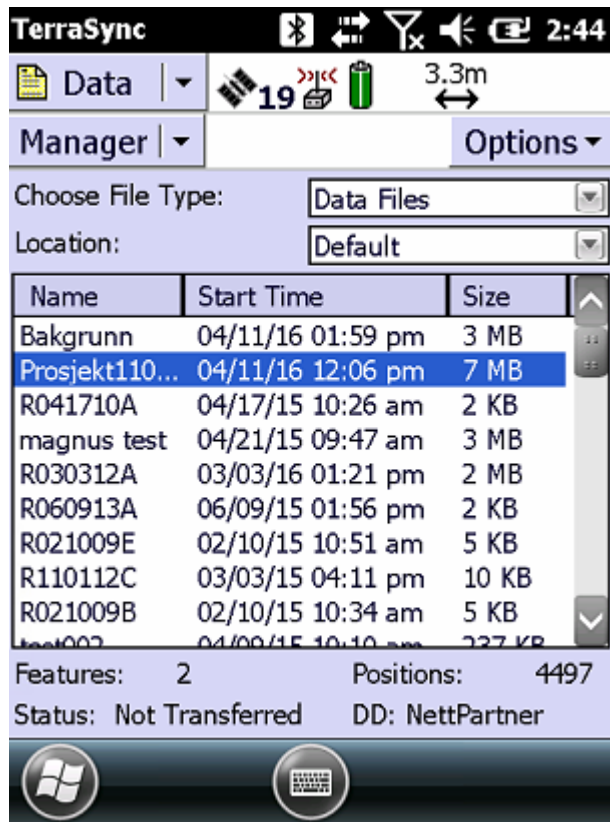 TerraSync 2:44
Data 19 3.3m
Manager Options
Choose File Type: Data Files
Location: Default
Name Start Time Size
Bakgrunn 04/11/16 01:59 pm 3 MB
Prosjekt110... 04/11/16 12:06 pm 7 MB
R041710A 04/17/15 10:26 am 2 KB
magnus test 04/21/15 09:47 am 3 MB
R030312A 03/03/16 01:21 pm 2 MB
R060913A 06/09/15 01:56 pm 2 KB
R021009E 02/10/15 10:51 am 5 KB
R110112C 03/03/15 04:11 pm 10 KB
R021009B 02/10/15 10:34 am 5 KB
Features: 2 Positions: 4497
Status: Not Transferred DD: NettPartner